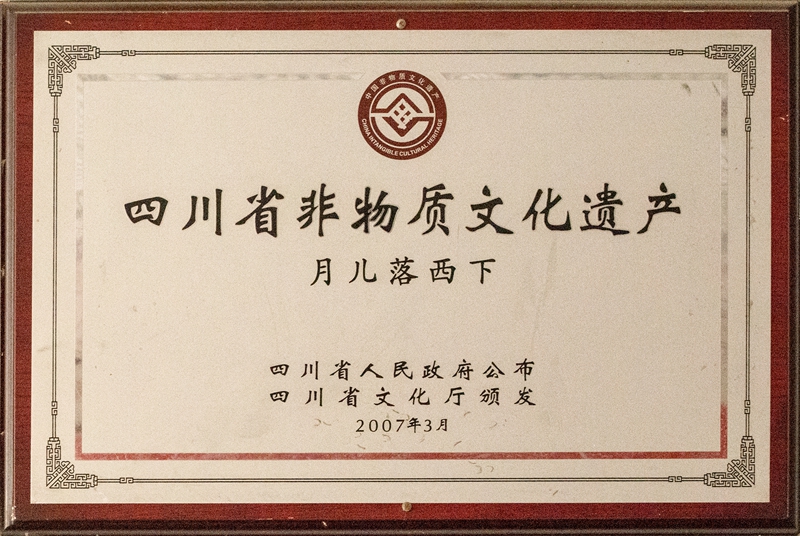 中国非物质文化遗产
CHINA INTANGIBLE CULTURAL HERITAGE
四川省非物质文化遗产
月儿落西下
四川省人民政府公布
四川省文化厅颁发
2007年3月